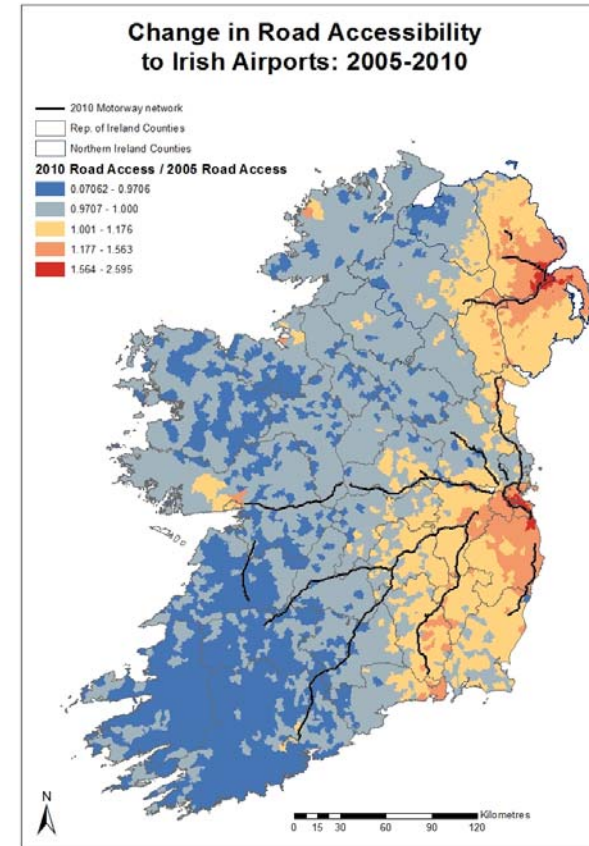 Change in Road Accessibility
to Irish Airports: 2005-2010
2010 Motorway network
Rep. of Ireland Counties
Northern Ireland Counties
2010 Road Access / 2005 Road Access
0.07062 - 0.9706
0.9707 - 1.000
1.001 - 1.176
1.177 - 1.563
1.564 - 2.595
N
Kilometres
0 15 30 60 90 120